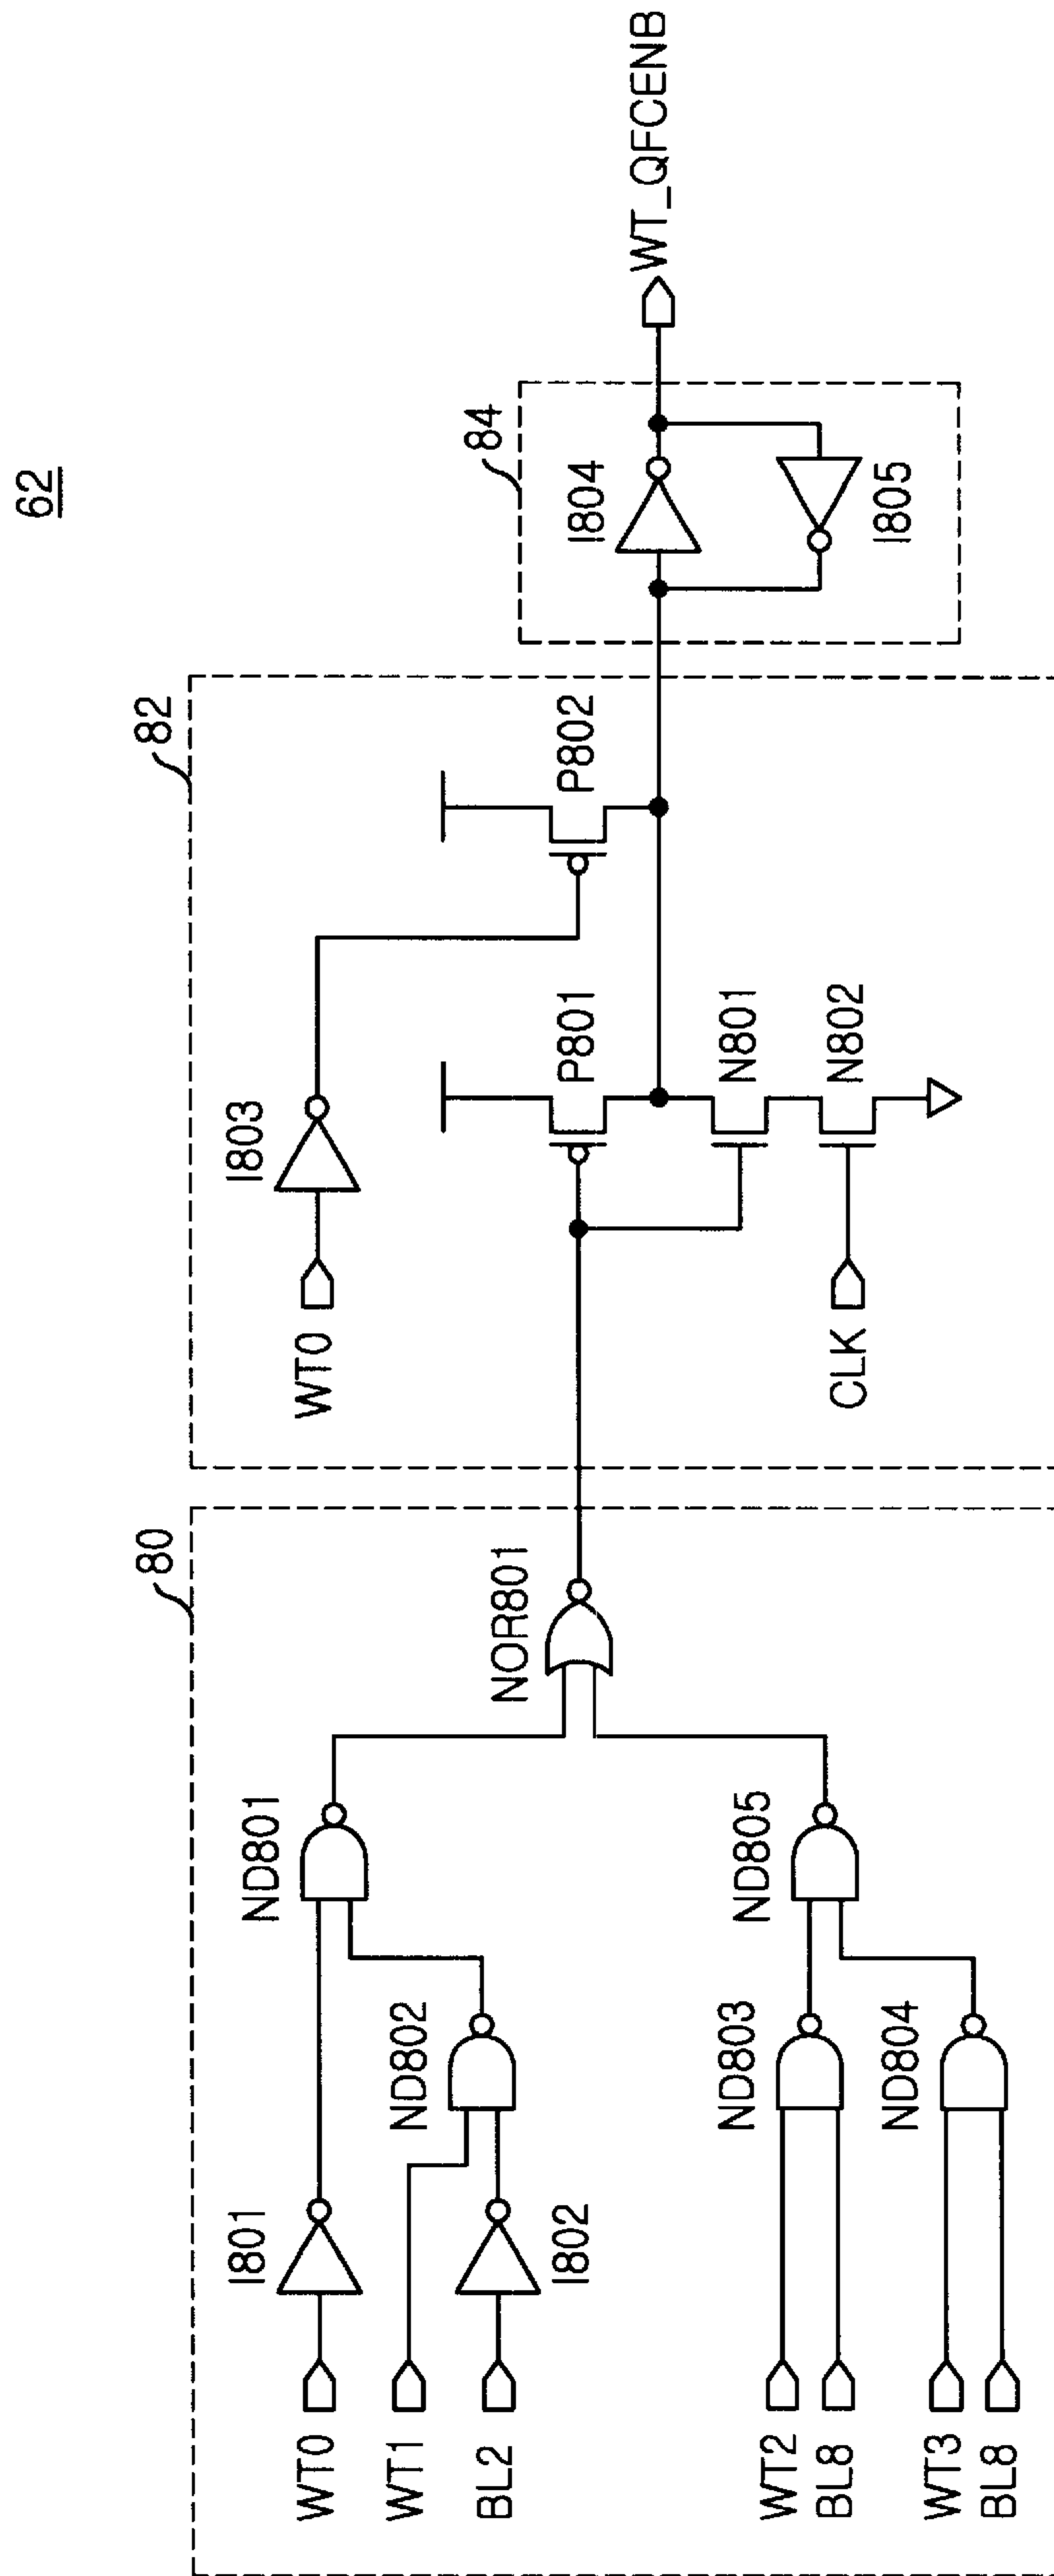 62
80
WT0
I801
WT1
BL2
I802
ND802
ND801
WT2
BL8
ND803
WT3
BL8
ND804
ND805
NOR801
82
WT0
I803
P801
P802
N801
CLK
N802
84
I804
I805
WT_QFCENB